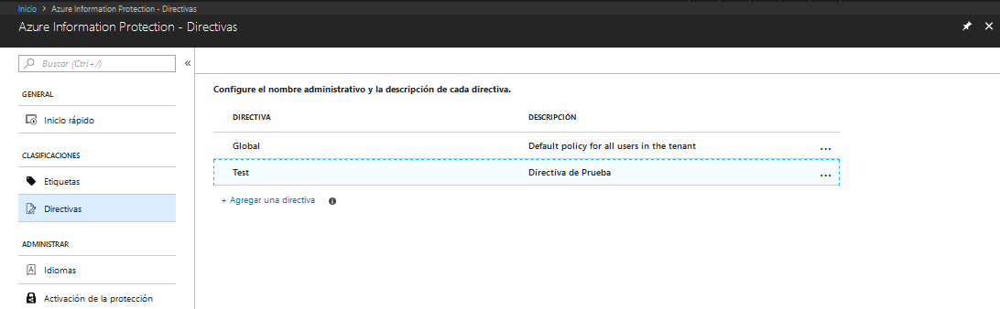 Inicio > Azure Information Protection - Directivas
Azure Information Protection - Directivas
Buscar (Ctrl+/)
«
GENERAL
Inicio rápido
CLASIFICACIONES
Etiquetas
Directivas
ADMINISTRAR
Idiomas
Activación de la protección
Configure el nombre administrativo y la descripción de cada directiva.
DIRECTIVA DESCRIPCIÓN
Global Default policy for all users in the tenant ...
Test Directiva de Prueba ...
+ Agregar una directiva